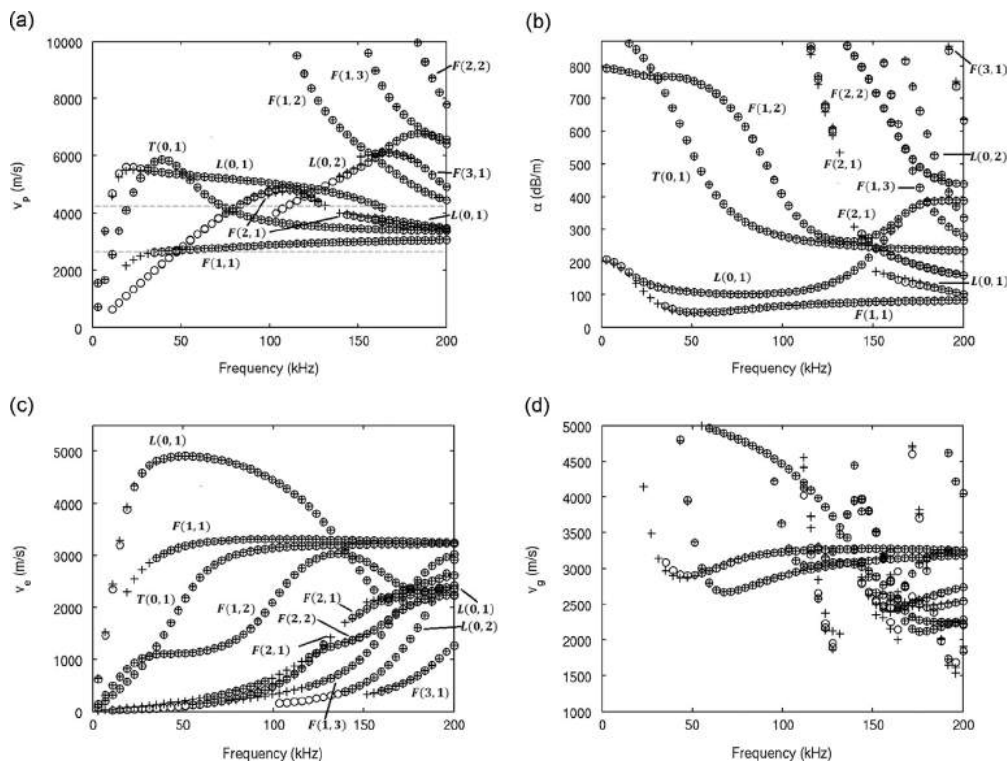 (a)
10000
8000
6000
4000
2000
0
v_p (m/s)
0 50 100 150 200
Frequency (kHz)
F(1,2)
F(1,3)
F(2,2)
T(0,1)
L(0,1)
L(0,2)
F(3,1)
F(2,1)
L(0,1)
F(1,1)
(b)
800
700
600
500
400
300
200
100
0
α (dB/m)
0 50 100 150 200
Frequency (kHz)
F(3,1)
F(2,2)
F(1,2)
F(2,1)
L(0,2)
T(0,1)
F(1,3)
F(2,1)
L(0,1)
L(0,1)
F(1,1)
(c)
5000
4000
3000
2000
1000
0
v_e (m/s)
0 50 100 150 200
Frequency (kHz)
L(0,1)
F(1,1)
T(0,1)
F(1,2)
F(2,1)
F(2,2)
L(0,1)
L(0,2)
F(2,1)
F(3,1)
F(1,3)
(d)
5000
4500
4000
3500
3000
2500
2000
1500
1000
v_g (m/s)
0 50 100 150 200
Frequency (kHz)